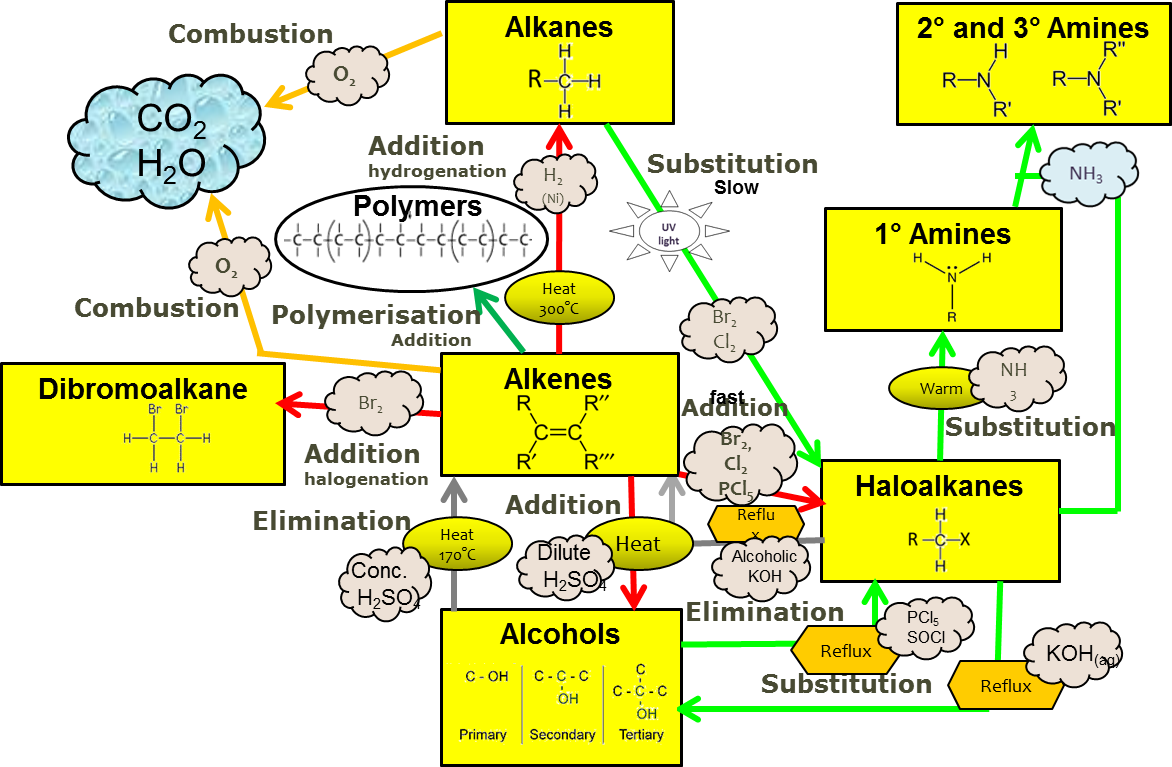 Combustion
O₂
CO₂
H₂O
Alkanes
H
R
C
H
H
2° and 3° Amines
H
R
N
R'
R"
R
N
R'
Addition
hydrogenation
H₂
(Ni)
Substitution
Slow
UV
light
NH₃
Polymers
-C-C-(-C-)-C-C-C-C-(-C-)-C-C-
1° Amines
H
H
N
R
O₂
Combustion
Heat
300°C
Polymerisation
Addition
Br₂
Cl₂
Dibromoalkane
Br Br
H-C-C-H
H H
Br₂
Addition
halogenation
Alkenes
R
R"
C=C
R'
R'''
fast
Addition
Br₂,
Cl₂
PCl₅
Warm
NH
3
Substitution
Haloalkanes
H
R-C-X
H
Elimination
Heat
170°C
Conc.
H₂SO₄
Addition
Dilute
H₂SO₄
Heat
Reflu
x
Alcoholic
KOH
Elimination
PCl₅
SOCl
Reflux
Substitution
KOH(aq)
Reflux
Alcohols
C - OH
C - C - C
OH
C
C-C-C
OH
Primary
Secondary
Tertiary